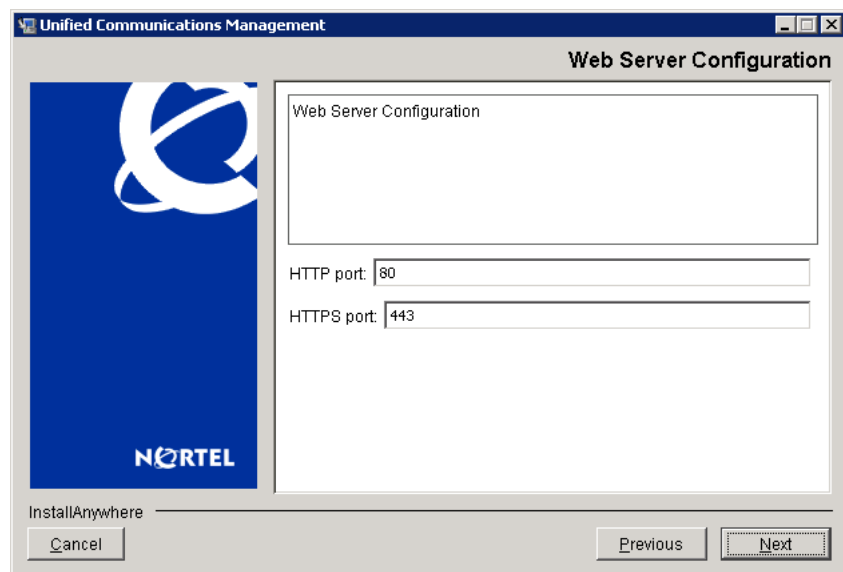 Unified Communications Management
Web Server Configuration
Web Server Configuration
HTTP port: 80
HTTPS port: 443
NORTEL
InstallAnywhere
Cancel
Previous
Next